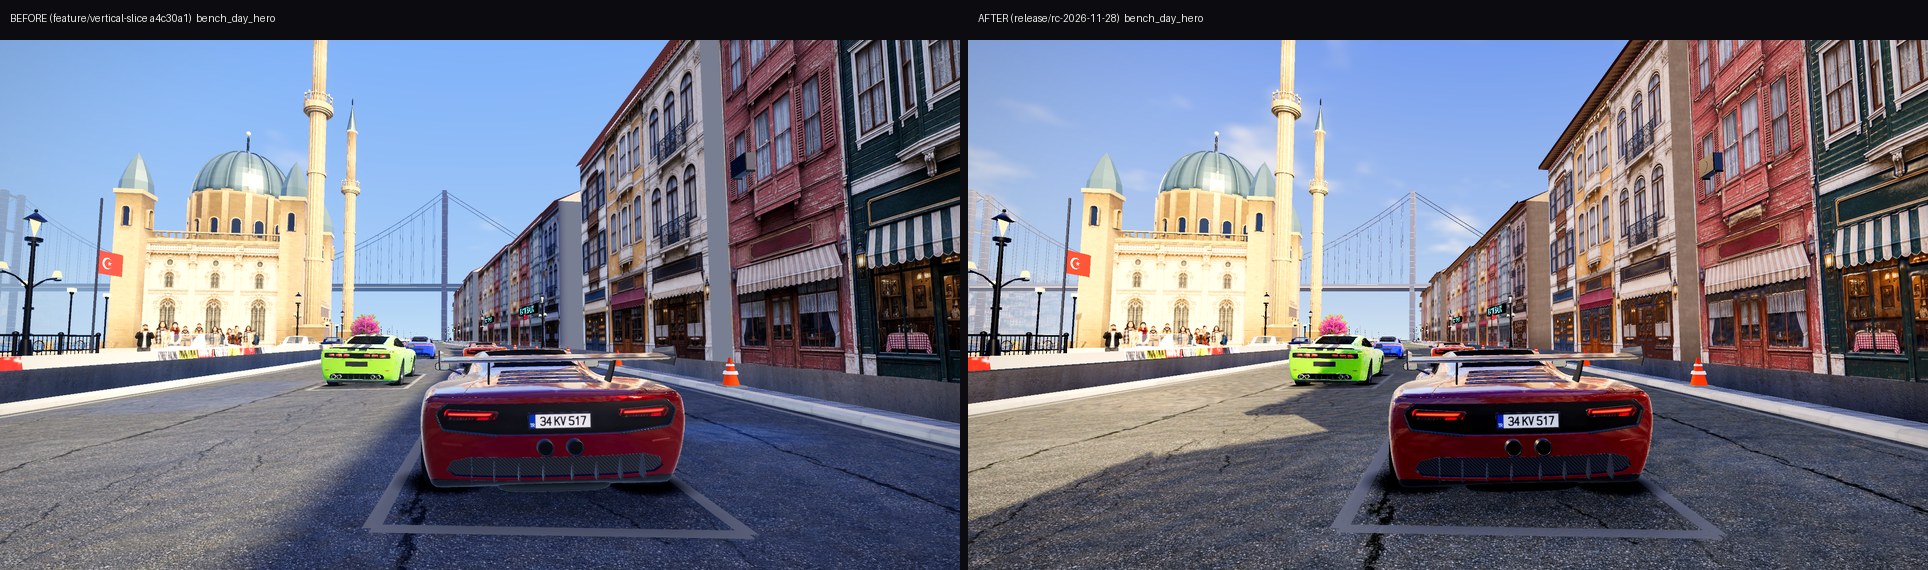 BEFORE (feature/vertical-slice a4c30a1) bench_day_hero
AFTER (release/rc-2026-11-28) bench_day_hero
34 KV 517
34 KV 517